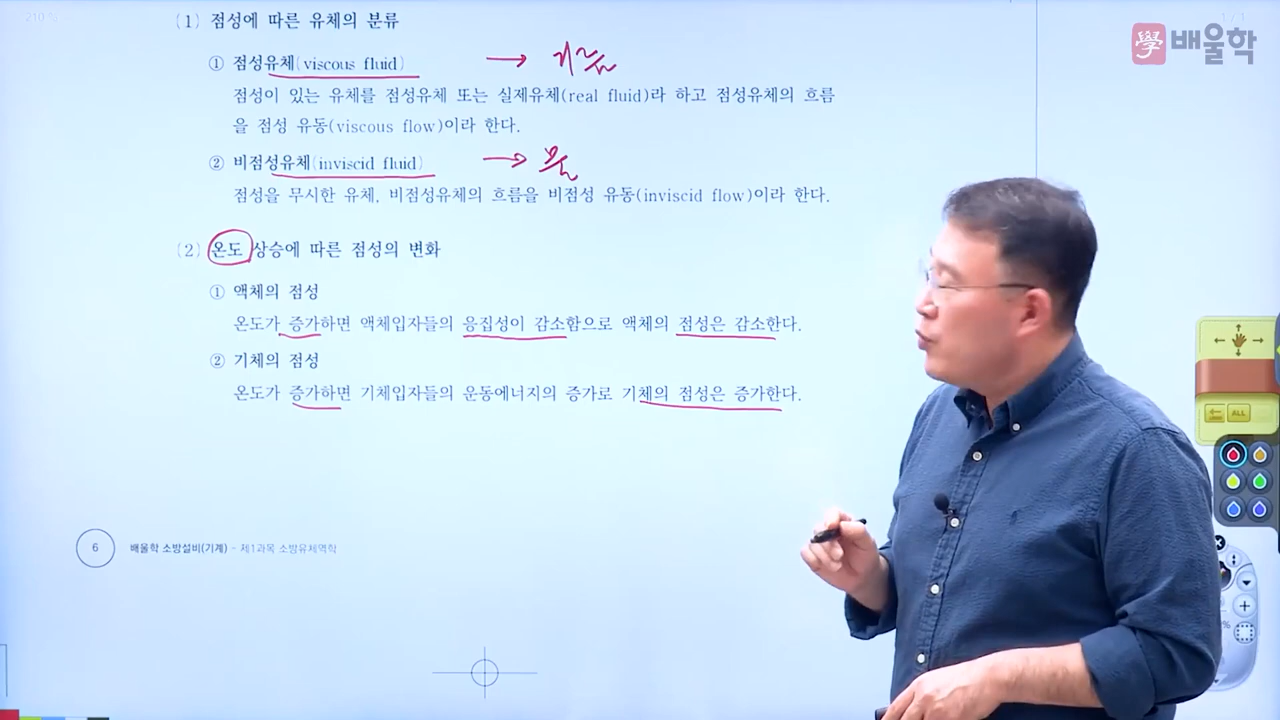 210 %
1 / 1
學 배울학
(1) 점성에 따른 유체의 분류
① 점성유체(viscous fluid) → 기름
점성이 있는 유체를 점성유체 또는 실제유체(real fluid)라 하고 점성유체의 흐름
을 점성 유동(viscous flow)이라 한다.
② 비점성유체(inviscid fluid) → 물
점성을 무시한 유체, 비점성유체의 흐름을 비점성 유동(inviscid flow)이라 한다.
(2) 온도 상승에 따른 점성의 변화
① 액체의 점성
온도가 증가하면 액체입자들의 응집성이 감소함으로 액체의 점성은 감소한다.
② 기체의 점성
온도가 증가하면 기체입자들의 운동에너지의 증가로 기체의 점성은 증가한다.
ALL
6 배울학 소방설비(기계) - 제1과목 소방유체역학